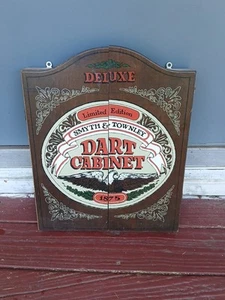 DELUXE
Limited Edition
SMYTH & TOWNLEY
DART
CABINET
1875